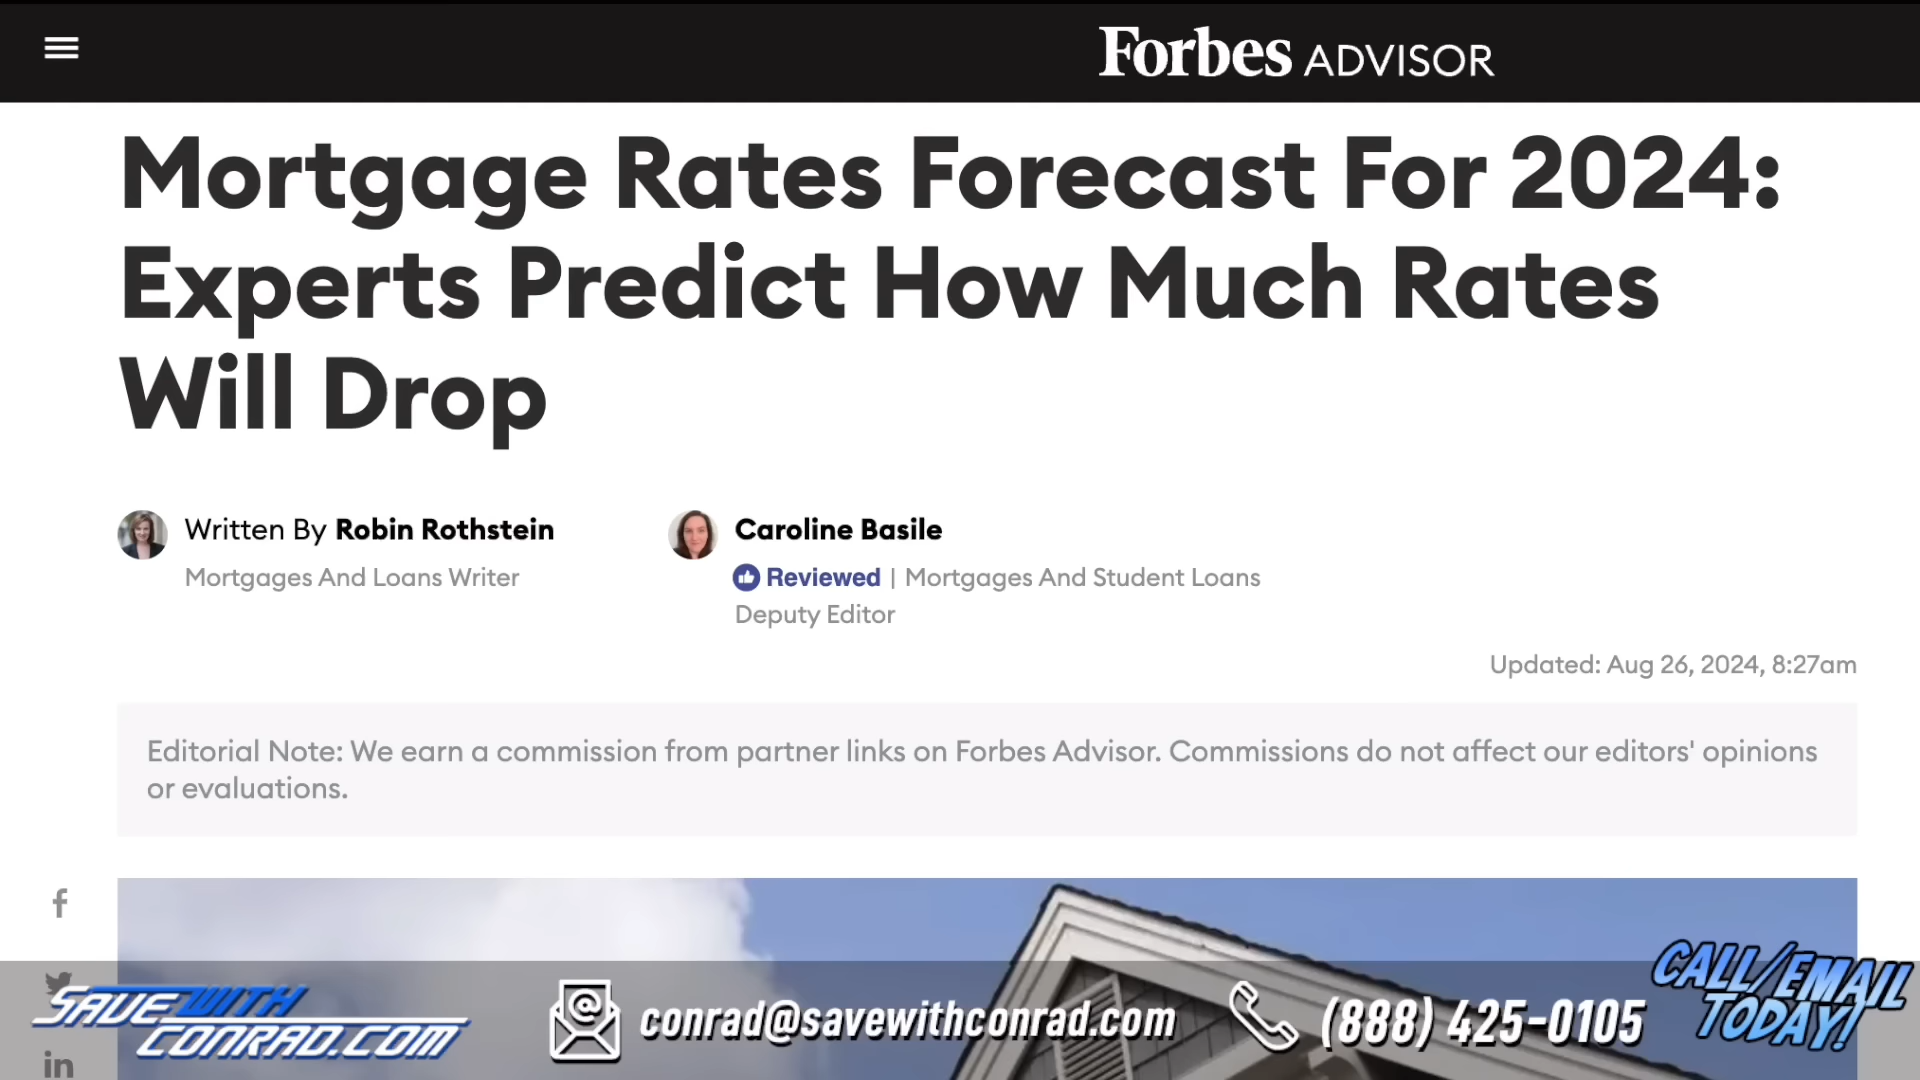 Forbes ADVISOR
Mortgage Rates Forecast For 2024:
Experts Predict How Much Rates
Will Drop
Written By Robin Rothstein
Mortgages And Loans Writer
Caroline Basile
Reviewed | Mortgages And Student Loans
Deputy Editor
Updated: Aug 26, 2024, 8:27am
Editorial Note: We earn a commission from partner links on Forbes Advisor. Commissions do not affect our editors' opinions
or evaluations.
f
in
SAVE WITH
CONRAD.COM
conrad@savewithconrad.com
(888) 425-0105
CALL/EMAIL
TODAY!